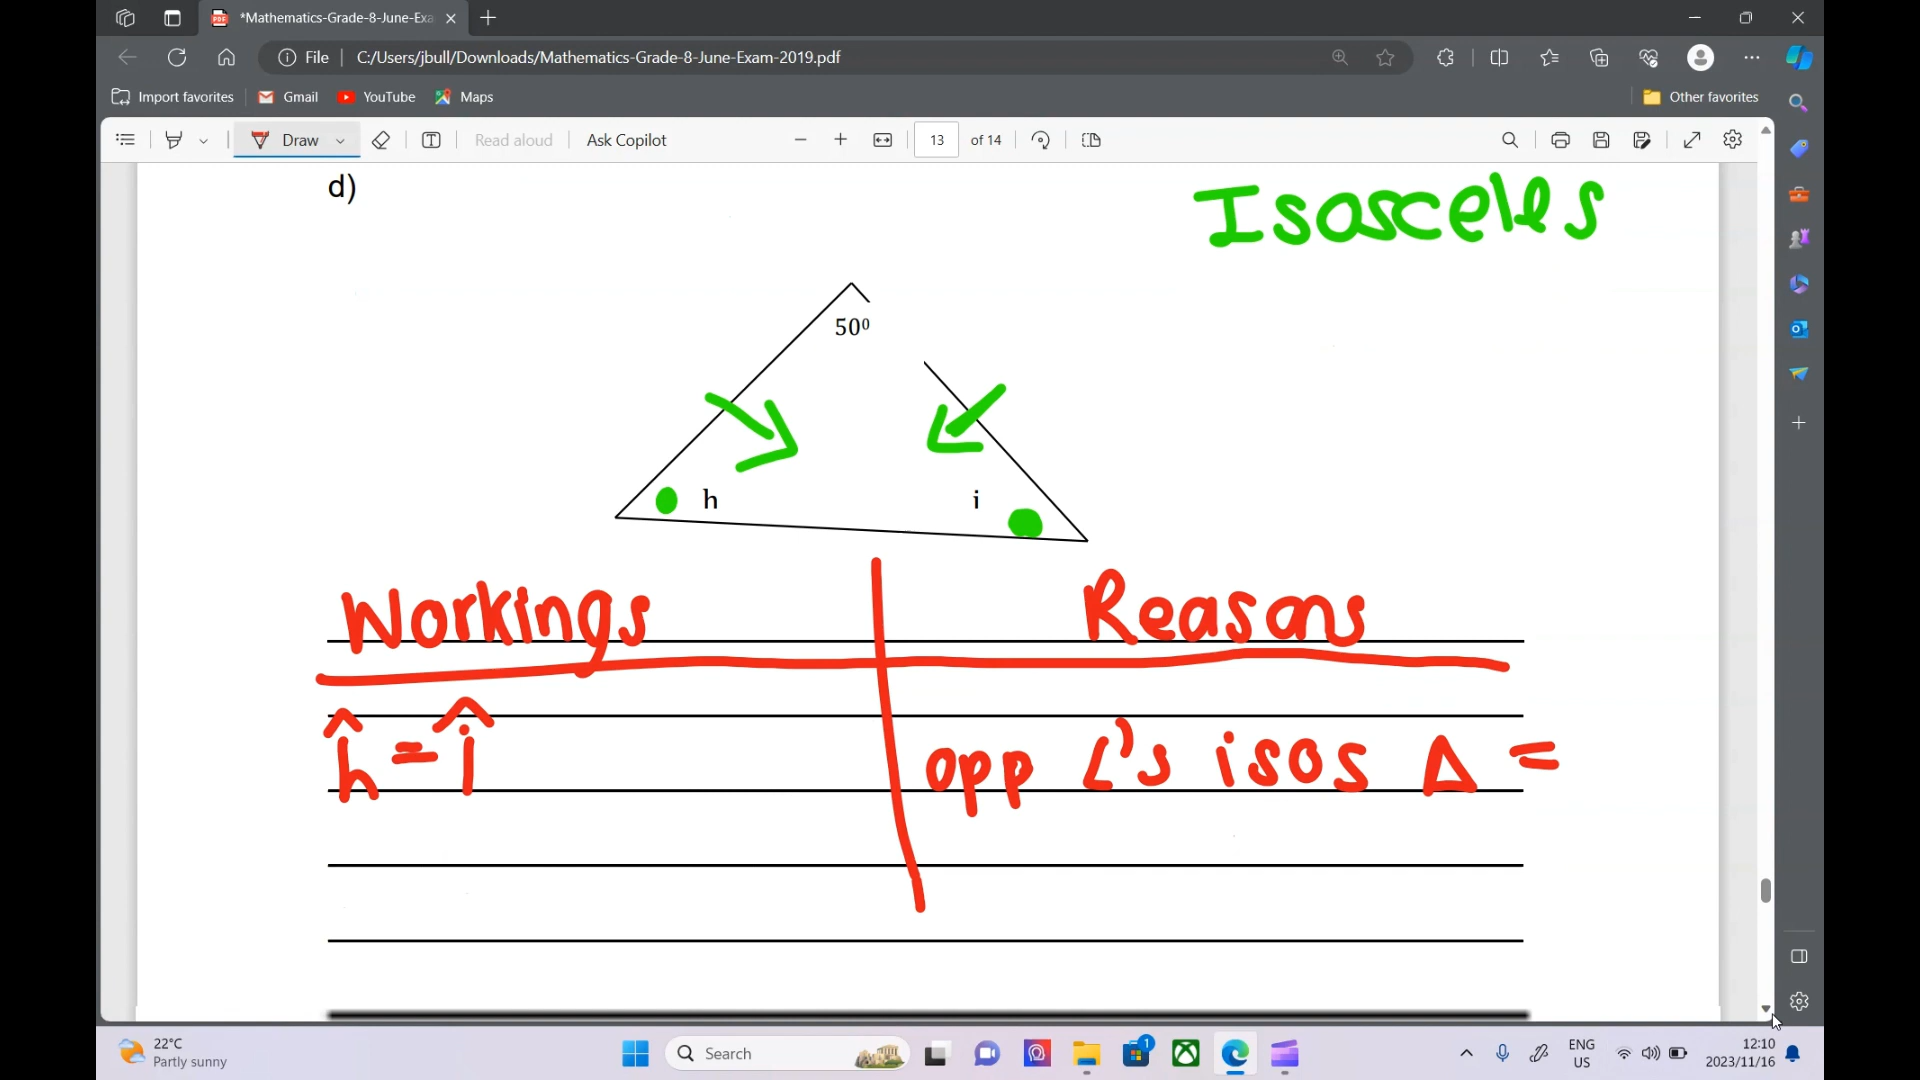 *Mathematics-Grade-8-June-Exa
File
C:/Users/jbull/Downloads/Mathematics-Grade-8-June-Exam-2019.pdf
Import favorites
Gmail
YouTube
Maps
Other favorites
Draw
Read aloud
Ask Copilot
13
of 14
d)
Isosceles
50⁰
h
i
Workings
Reasons
ĥ = î
opp ∠'s isos Δ =
22°C
Partly sunny
Search
1
ENG
US
12:10
2023/11/16